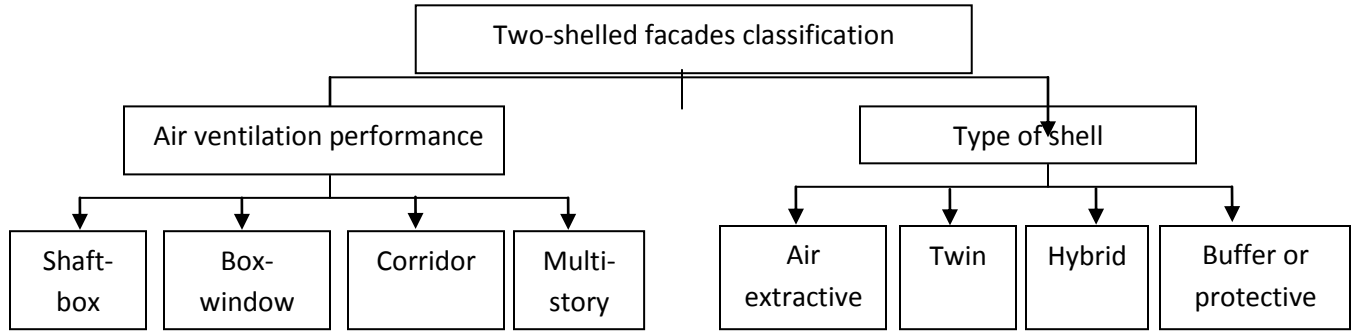 Two-shelled facades classification
Air ventilation performance
Type of shell
Shaft-
box
Box-
window
Corridor
Multi-
story
Air
extractive
Twin
Hybrid
Buffer or
protective